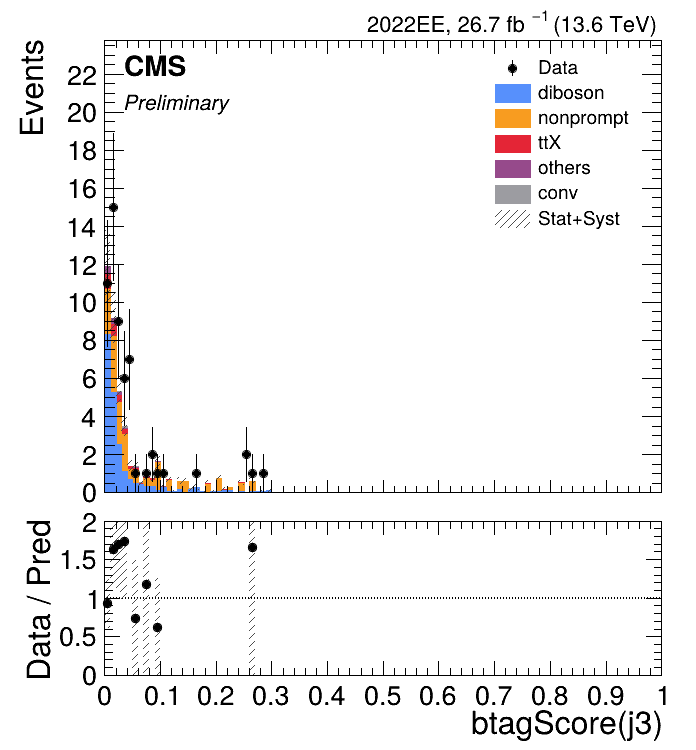 2022EE, 26.7 fb ⁻¹ (13.6 TeV)
CMS
Preliminary
Data
diboson
nonprompt
ttX
others
conv
Stat+Syst
Events
22
20
18
16
14
12
10
8
6
4
2
0
Data / Pred
2
1.5
1
0.5
0
0 0.1 0.2 0.3 0.4 0.5 0.6 0.7 0.8 0.9 1
btagScore(j3)